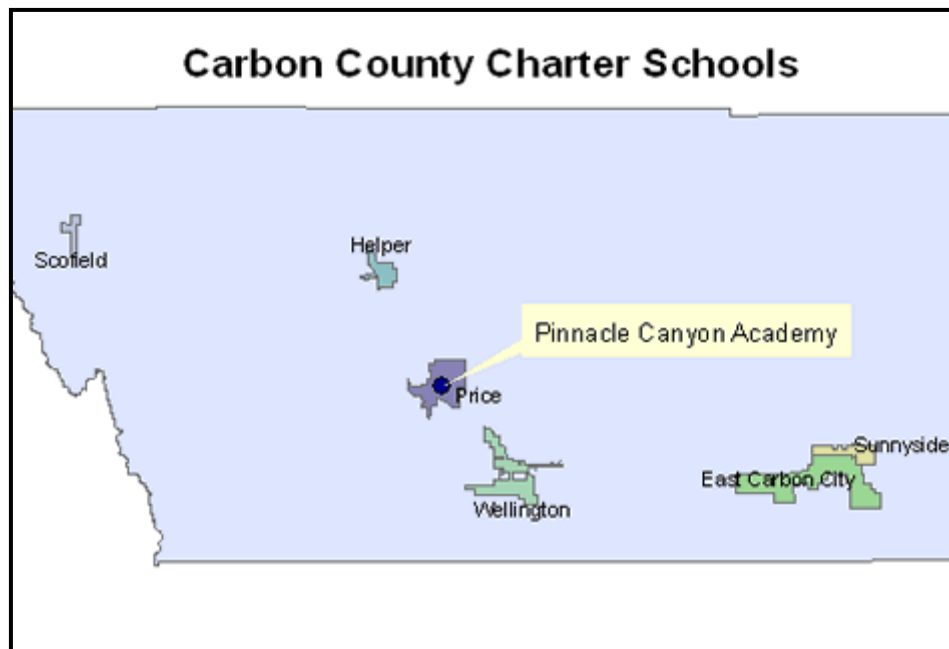 Carbon County Charter Schools
Scofield
Helper
Pinnacle Canyon Academy
Price
Sunnyside
East Carbon City
Wellington